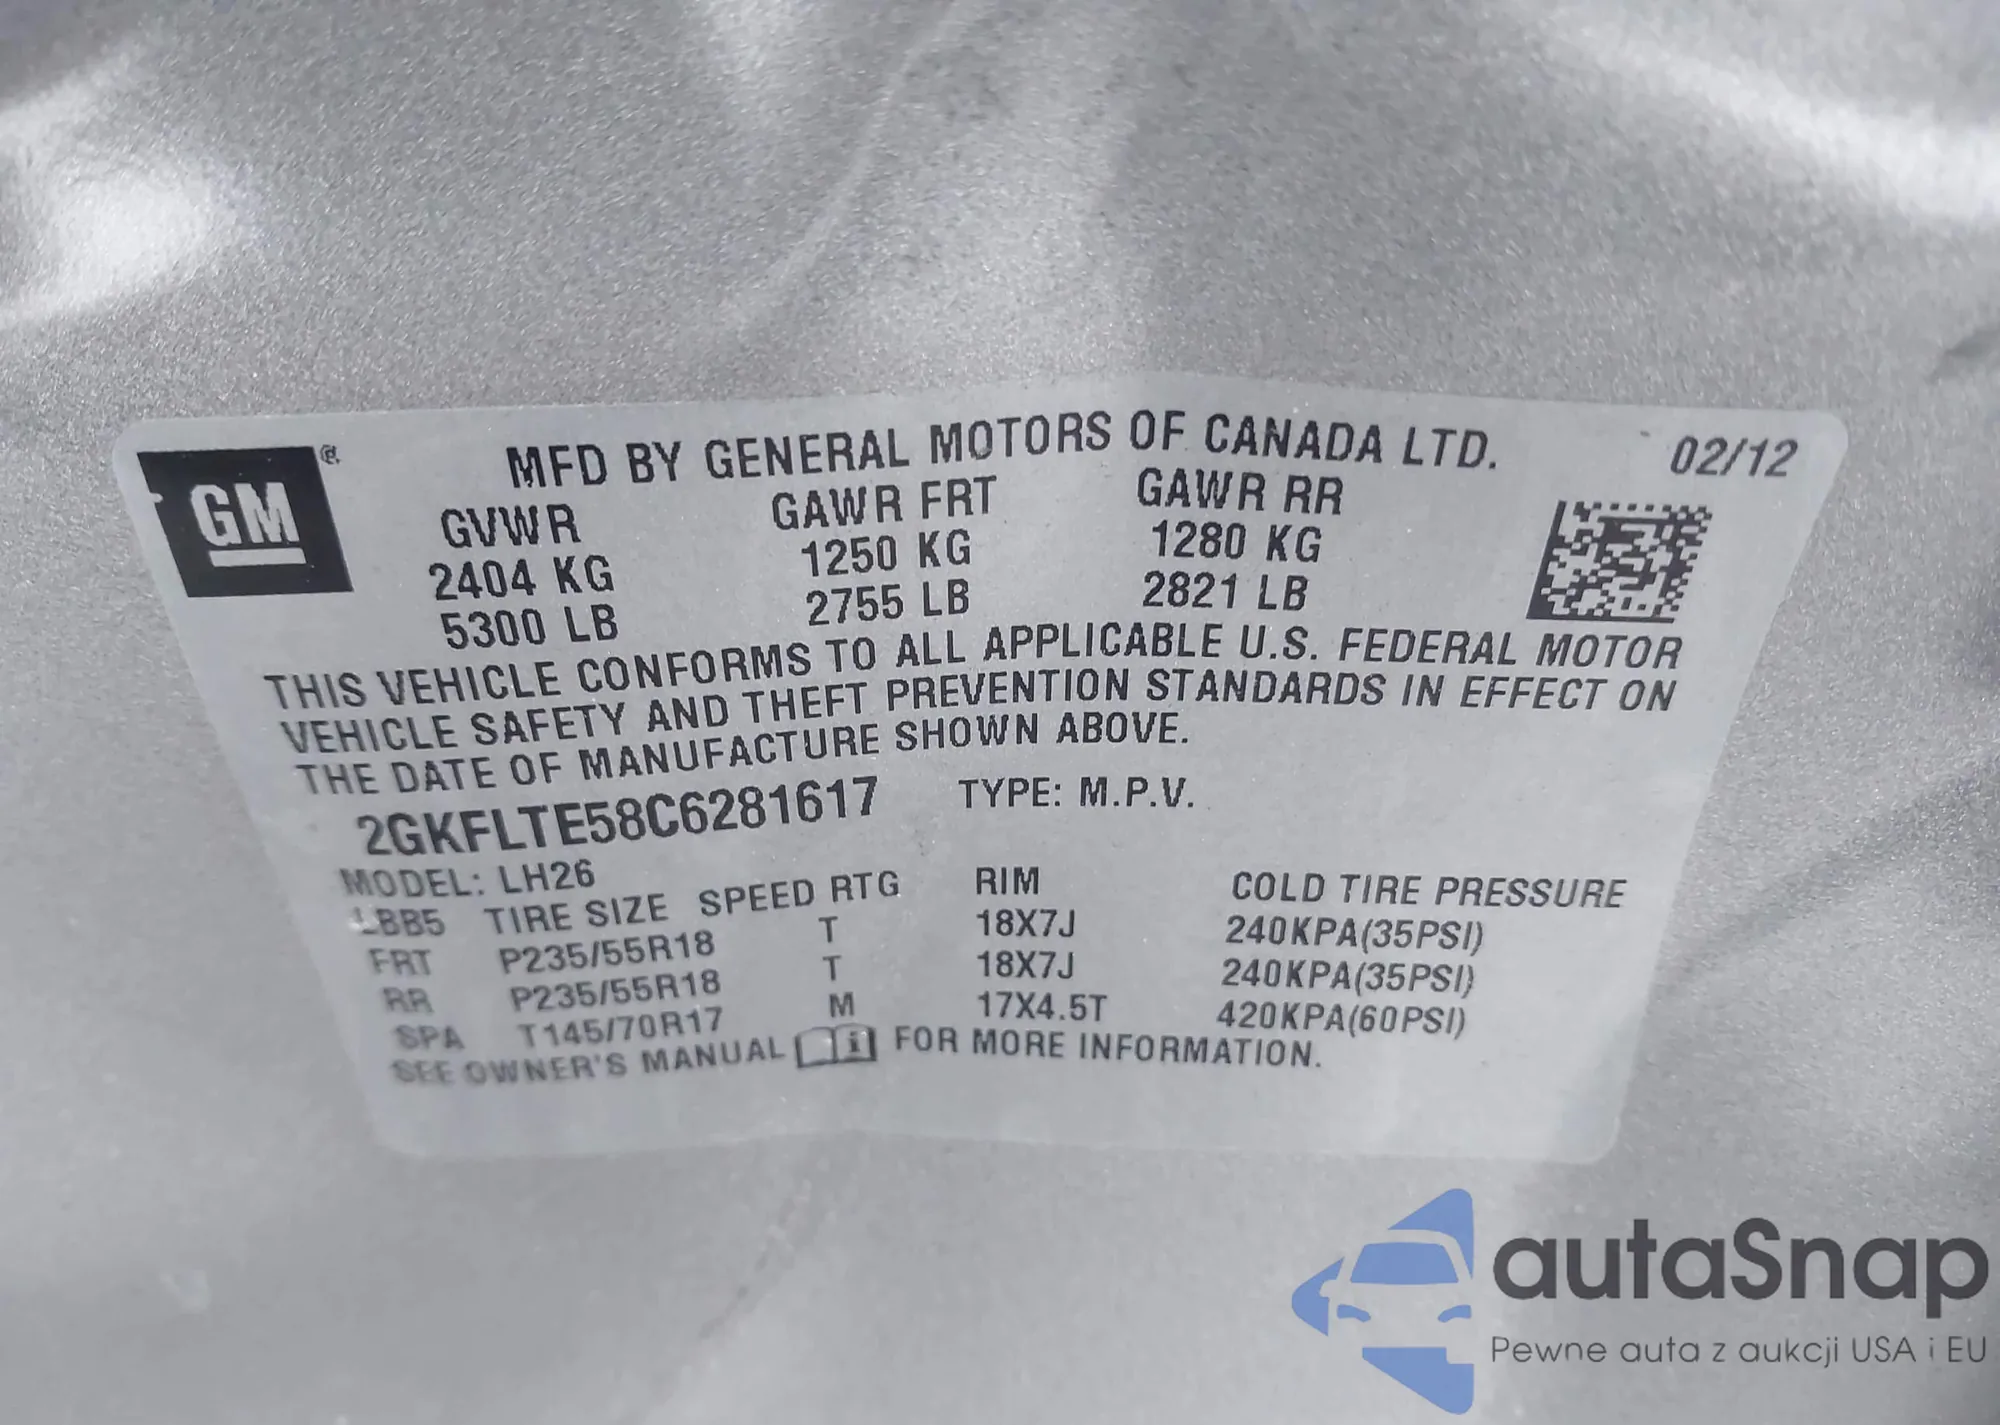 GM
MFD BY GENERAL MOTORS OF CANADA LTD. 02/12
GVWR GAWR FRT GAWR RR
2404 KG 1250 KG 1280 KG
5300 LB 2755 LB 2821 LB
THIS VEHICLE CONFORMS TO ALL APPLICABLE U.S. FEDERAL MOTOR
VEHICLE SAFETY AND THEFT PREVENTION STANDARDS IN EFFECT ON
THE DATE OF MANUFACTURE SHOWN ABOVE.
2GKFLTE58C6281617 TYPE: M.P.V.
MODEL: LH26
LBB5 TIRE SIZE SPEED RTG RIM COLD TIRE PRESSURE
FRT P235/55R18 T 18X7J 240KPA(35PSI)
RR P235/55R18 T 18X7J 240KPA(35PSI)
SPA T145/70R17 M 17X4.5T 420KPA(60PSI)
SEE OWNER'S MANUAL i FOR MORE INFORMATION.
autaSnap
Pewne auta z aukcji USA i EU